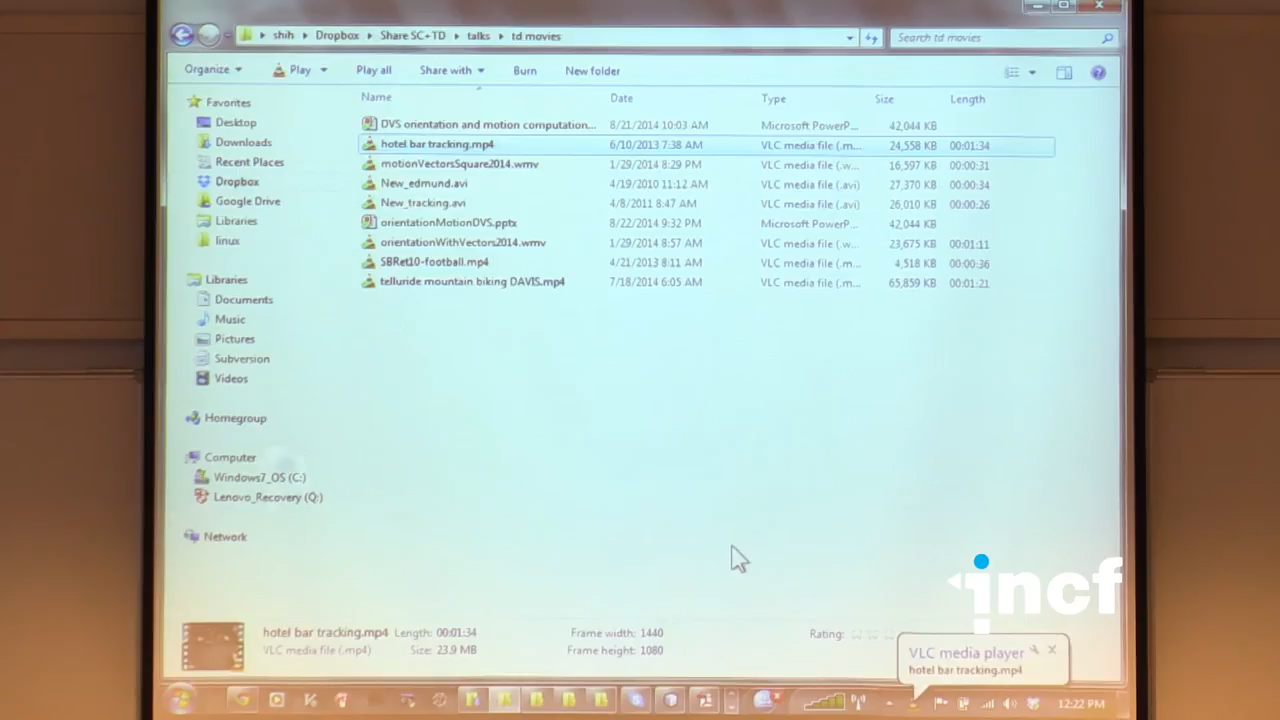 shih Dropbox Share SC+TD talks td movies
Search td movies
Organize Play Play all Share with Burn New folder
Name Date Type Size Length
Favorites
Desktop
Downloads
Recent Places
Dropbox
Google Drive
Libraries
linux
Libraries
Documents
Music
Pictures
Subversion
Videos
Homegroup
Computer
Windows7_OS (C:)
Lenovo_Recovery (Q:)
Network
DVS orientation and motion computation... 8/21/2014 10:03 AM Microsoft PowerP... 42,044 KB
hotel bar tracking.mp4 6/10/2013 7:38 AM VLC media file (.m... 24,558 KB 00:01:34
motionVectorsSquare2014.wmv 1/29/2014 8:29 PM VLC media file (.w... 16,597 KB 00:00:31
New_edmund.avi 4/19/2010 11:12 AM VLC media file (.avi) 27,370 KB 00:00:34
New_tracking.avi 4/8/2011 8:47 AM VLC media file (.avi) 26,010 KB 00:00:26
orientationMotionDVS.pptx 8/22/2014 9:32 PM Microsoft PowerP... 42,044 KB
orientationWithVectors2014.wmv 1/29/2014 8:57 AM VLC media file (.w... 23,675 KB 00:01:11
SBRet10-football.mp4 4/21/2013 8:11 AM VLC media file (.m... 4,518 KB 00:00:36
telluride mountain biking DAVIS.mp4 7/18/2014 6:05 AM VLC media file (.m... 65,859 KB 00:01:21
incf
hotel bar tracking.mp4 Length: 00:01:34 Frame width: 1440 Rating:
VLC media file (.mp4) Size: 23.9 MB Frame height: 1080
VLC media player
hotel bar tracking.mp4
12:22 PM